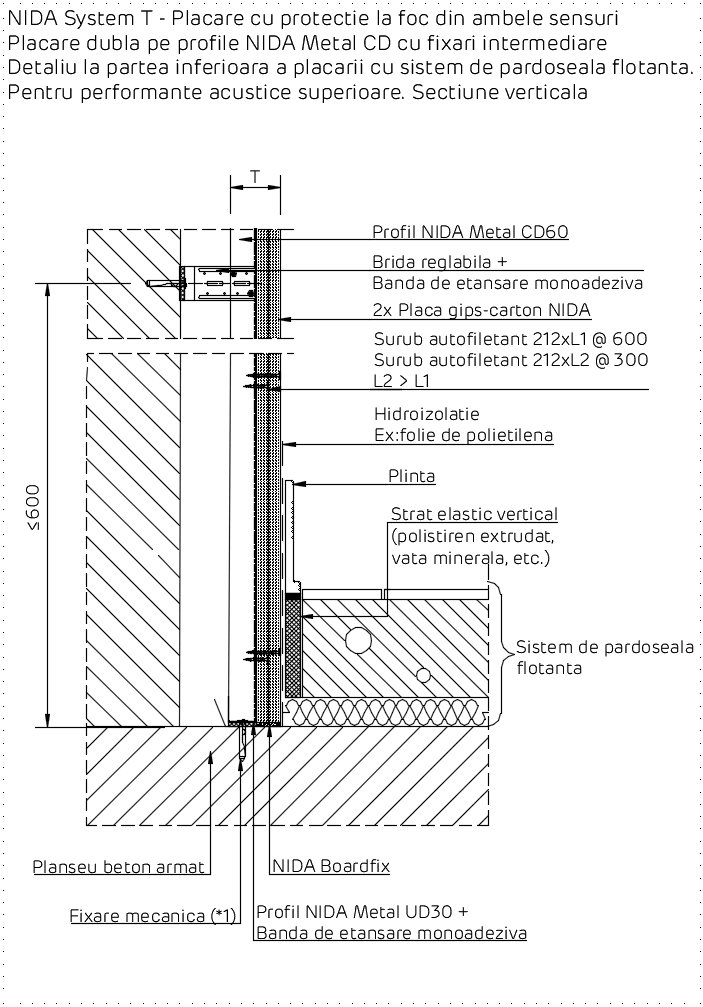 NIDA System T - Placare cu protectie la foc din ambele sensuri
Placare dubla pe profile NIDA Metal CD cu fixari intermediare
Detaliu la partea inferioara a placarii cu sistem de pardoseala flotanta.
Pentru performante acustice superioare. Sectiune verticala
T
Profil NIDA Metal CD60
Brida reglabila +
Banda de etansare monoadeziva
2x Placa gips-carton NIDA
Surub autofiletant 212xL1 @ 600
Surub autofiletant 212xL2 @ 300
L2 > L1
Hidroizolatie
Ex:folie de polietilena
Plinta
≤600
Strat elastic vertical
(polistiren extrudat,
vata minerala, etc.)
Sistem de pardoseala
flotanta
Planseu beton armat
NIDA Boardfix
Fixare mecanica (*1)
Profil NIDA Metal UD30 +
Banda de etansare monoadeziva